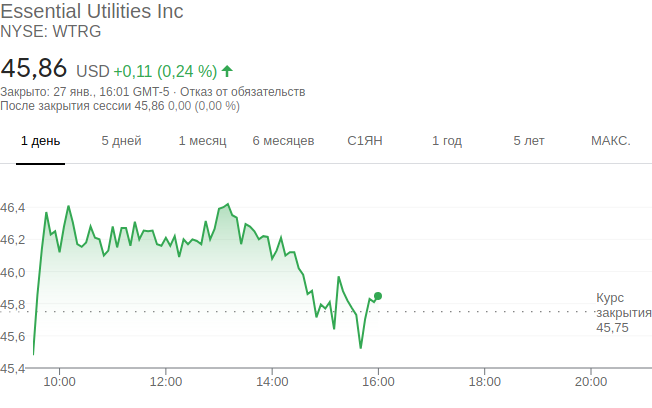 Essential Utilities Inc
NYSE: WTRG
45,86 USD +0,11 (0,24 %)
Закрыто: 27 янв., 16:01 GMT-5 · Отказ от обязательств
После закрытия сессии 45,86 0,00 (0,00 %)
1 день 5 дней 1 месяц 6 месяцев С1ЯН 1 год 5 лет МАКС.
46,4
46,2
46,0
45,8
45,6
45,4
Курс
закрытия
45,75
10:00 12:00 14:00 16:00 18:00 20:00